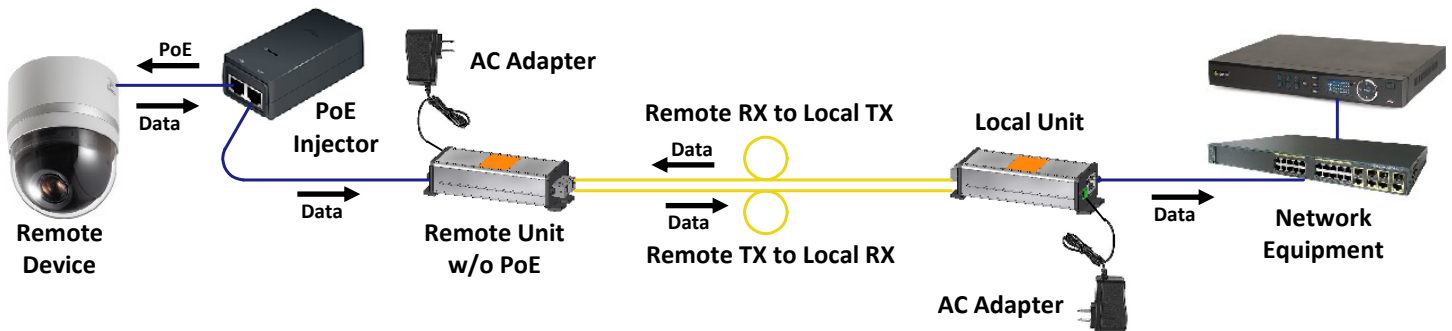 PoE
Data
Remote
Device
PoE
Injector
AC Adapter
Data
Remote Unit
w/o PoE
Remote RX to Local TX
Data
Data
Remote TX to Local RX
Local Unit
AC Adapter
Data
Network
Equipment